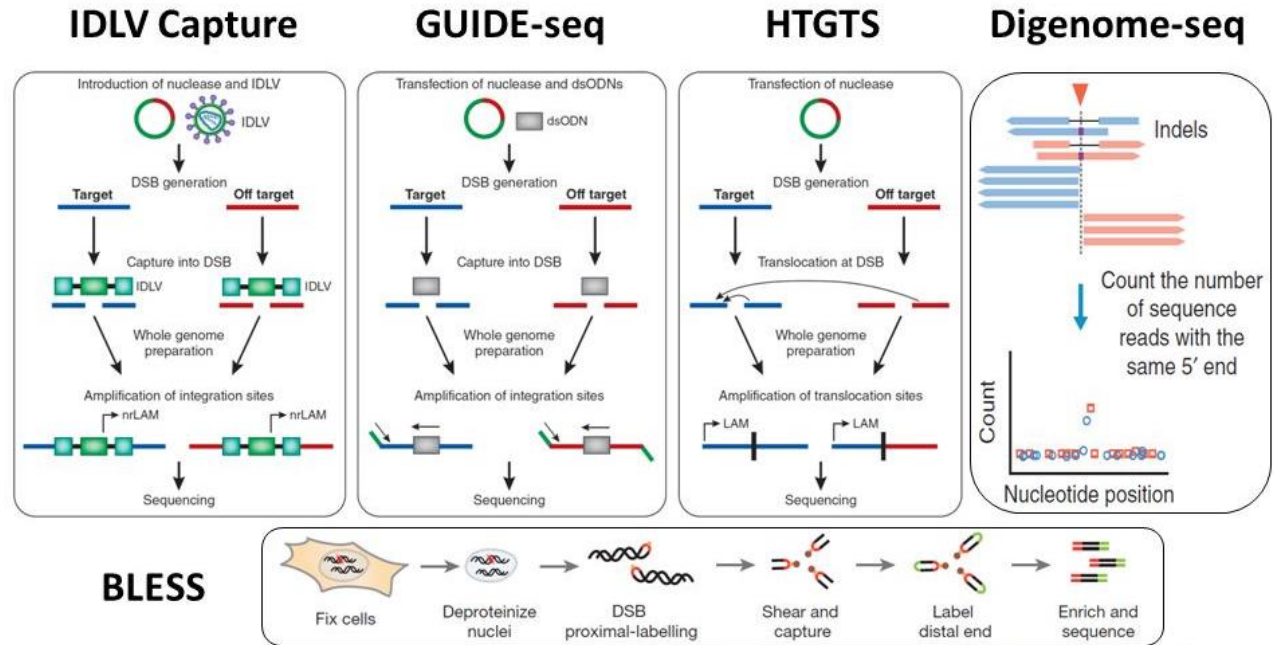 IDLV Capture
GUIDE-seq
HTGTS
Digenome-seq
Introduction of nuclease and IDLV
IDLV
DSB generation
Target
Off target
Capture into DSB
IDLV
IDLV
Whole genome
preparation
Amplification of integration sites
nrLAM
nrLAM
Sequencing
Transfection of nuclease and dsODNs
dsODN
DSB generation
Target
Off target
Capture into DSB
Whole genome
preparation
Amplification of integration sites
Sequencing
Transfection of nuclease
DSB generation
Target
Off target
Translocation at DSB
Whole genome
preparation
Amplification of translocation sites
LAM
LAM
Sequencing
Indels
Count the number
of sequence
reads with the
same 5′ end
Count
Nucleotide position
BLESS
Fix cells
Deproteinize
nuclei
DSB
proximal-labelling
Shear and
capture
Label
distal end
Enrich and
sequence